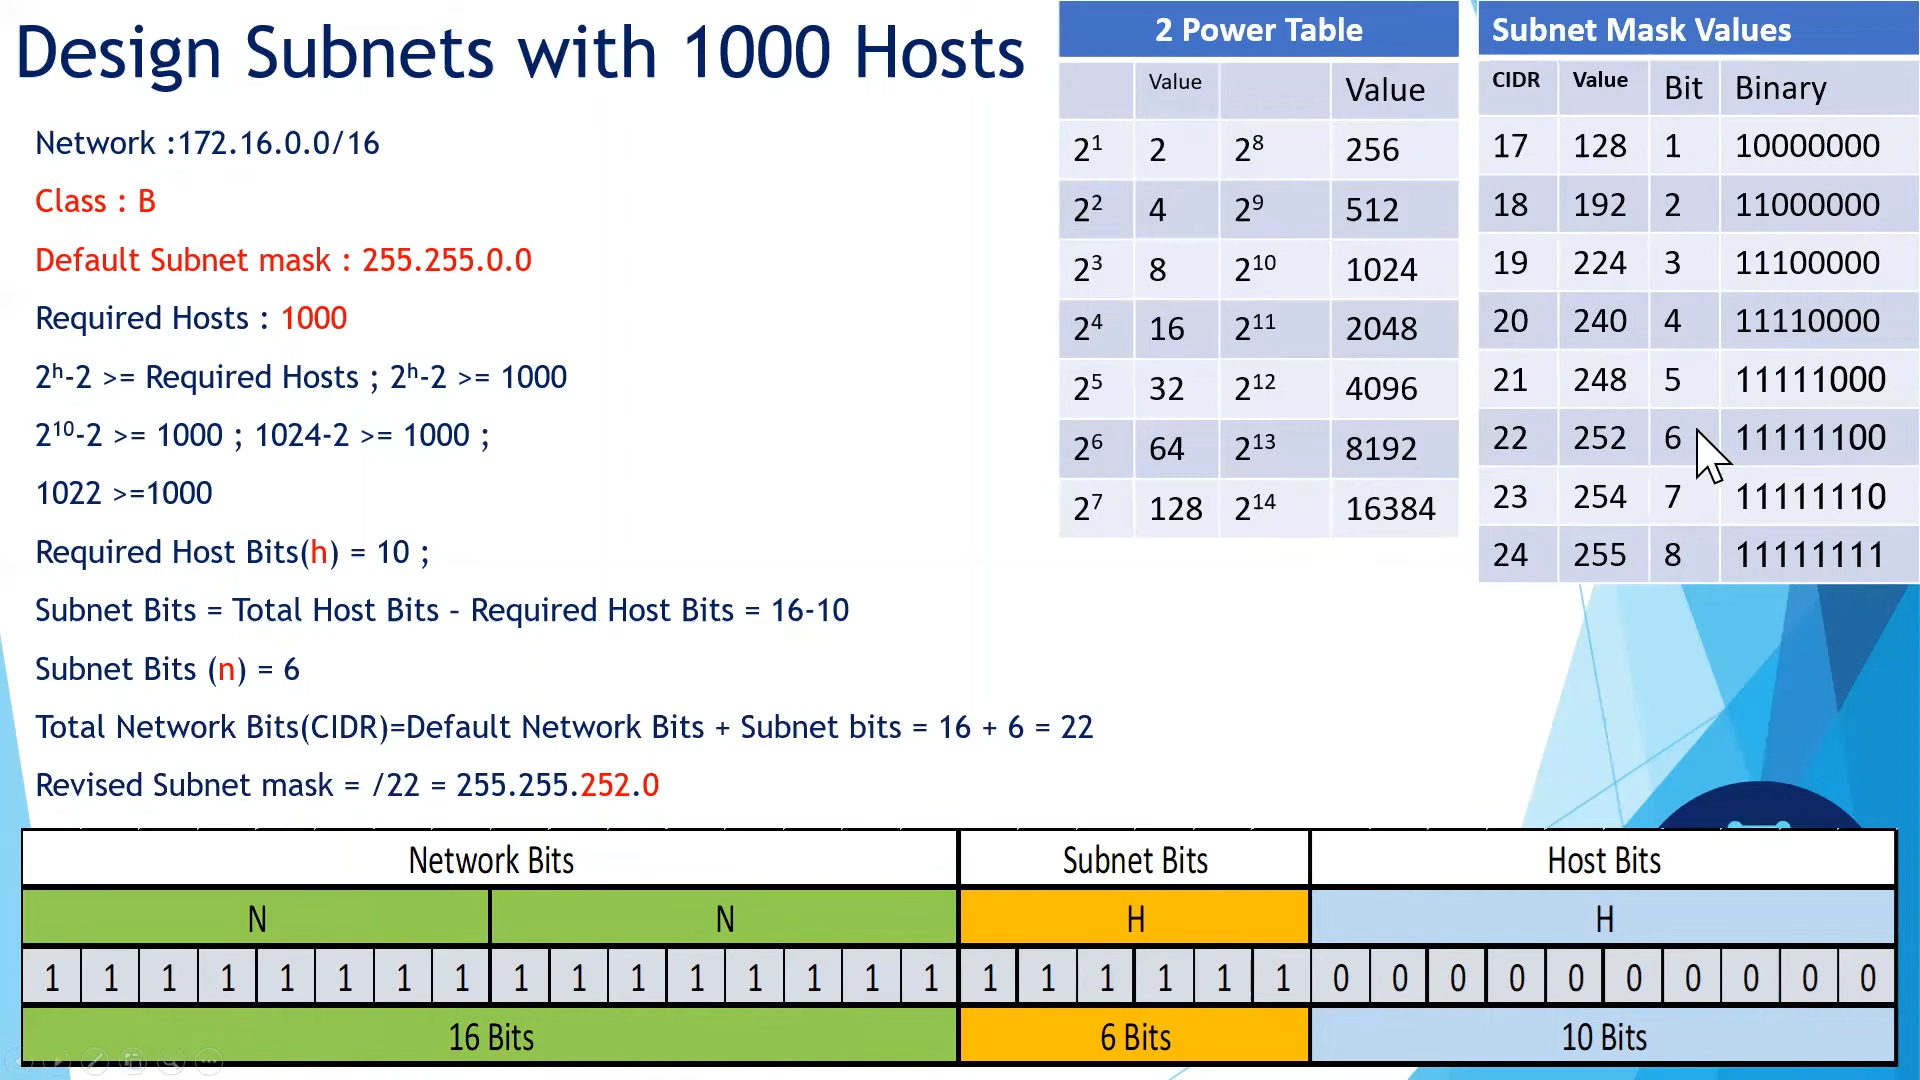 Design Subnets with 1000 Hosts
Network :172.16.0.0/16
Class : B
Default Subnet mask : 255.255.0.0
Required Hosts : 1000
2ʰ-2 >= Required Hosts ; 2ʰ-2 >= 1000
2¹⁰-2 >= 1000 ; 1024-2 >= 1000 ;
1022 >=1000
Required Host Bits(h) = 10 ;
Subnet Bits = Total Host Bits - Required Host Bits = 16-10
Subnet Bits (n) = 6
Total Network Bits(CIDR)=Default Network Bits + Subnet bits = 16 + 6 = 22
Revised Subnet mask = /22 = 255.255.252.0
2 Power Table
Value Value
2¹ 2 2⁸ 256
2² 4 2⁹ 512
2³ 8 2¹⁰ 1024
2⁴ 16 2¹¹ 2048
2⁵ 32 2¹² 4096
2⁶ 64 2¹³ 8192
2⁷ 128 2¹⁴ 16384
Subnet Mask Values
CIDR Value Bit Binary
17 128 1 10000000
18 192 2 11000000
19 224 3 11100000
20 240 4 11110000
21 248 5 11111000
22 252 6 11111100
23 254 7 11111110
24 255 8 11111111
Network Bits Subnet Bits Host Bits
N N H H
1 1 1 1 1 1 1 1 1 1 1 1 1 1 1 1 1 1 1 1 1 1 0 0 0 0 0 0 0 0 0 0
16 Bits 6 Bits 10 Bits